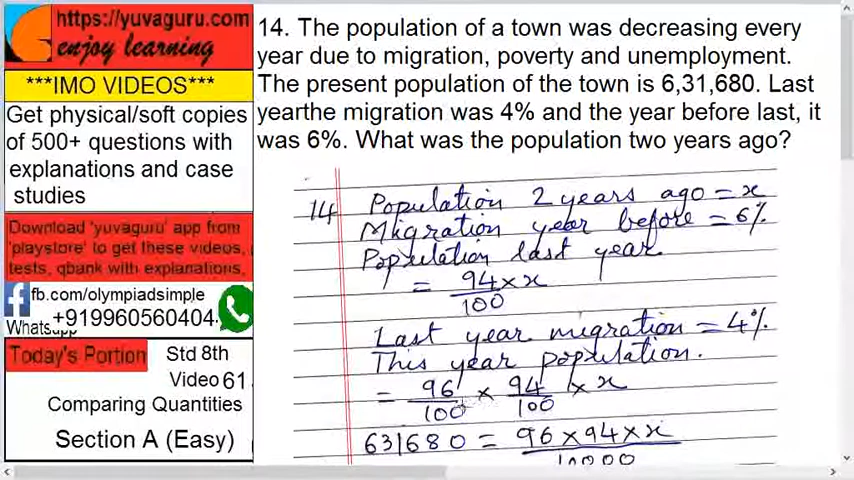 https://yuvaguru.com
enjoy learning
***IMO VIDEOS***
Get physical/soft copies
of 500+ questions with
explanations and case
studies
Download 'yuvaguru' app from
'playstore' to get these videos,
tests, qbank with explanations,
fb.com/olympiadsimple
Whatsupp
+919960560404.
Today's Portion
Std 8th
Video 61
Comparing Quantities
Section A (Easy)
14. The population of a town was decreasing every
year due to migration, poverty and unemployment.
The present population of the town is 6,31,680. Last
yearthe migration was 4% and the year before last, it
was 6%. What was the population two years ago?
14 Population 2 years ago = x
Migration year before = 6%
Population last year
= 94 × x
100
Last year migration = 4%
This year population.
= 96 × 94 × x
100 100
631680 = 96 × 94 × x
10000